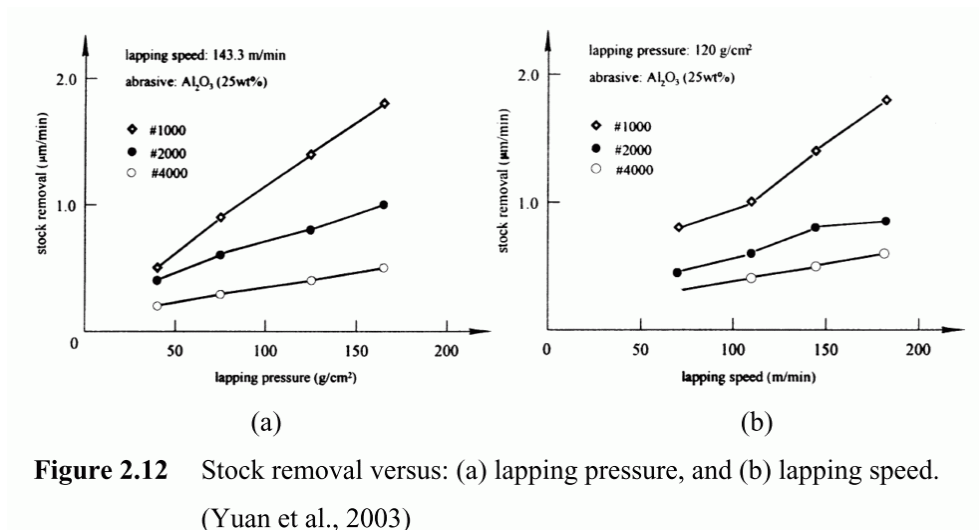 lapping speed: 143.3 m/min
abrasive: Al₂O₃ (25wt%)
#1000
#2000
#4000
stock removal (μm/min)
2.0
1.0
0
50
100
150
200
lapping pressure (g/cm²)
(a)
lapping pressure: 120 g/cm²
abrasive: Al₂O₃ (25wt%)
#1000
#2000
#4000
stock removal (μm/min)
2.0
1.0
0
0
50
100
150
200
lapping speed (m/min)
(b)
Figure 2.12 Stock removal versus: (a) lapping pressure, and (b) lapping speed.
(Yuan et al., 2003)